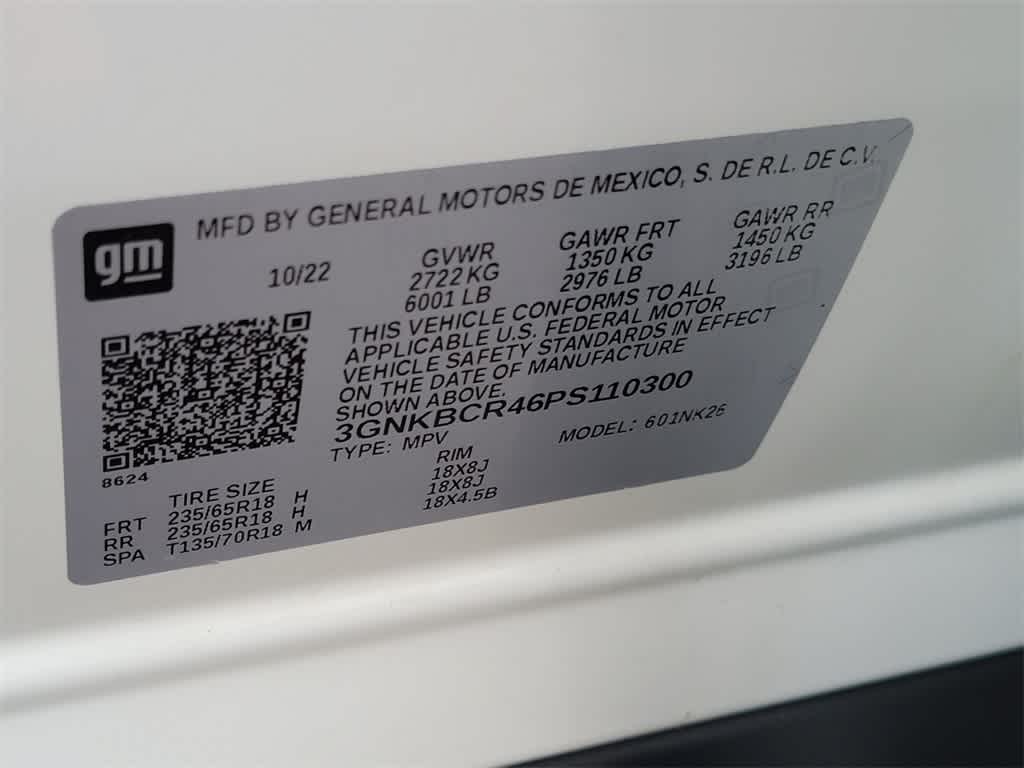 gm
MFD BY GENERAL MOTORS DE MEXICO, S. DE R.L. DE C.V.
10/22
GVWR
2722 KG
6001 LB
GAWR FRT
1350 KG
2976 LB
GAWR RR
1450 KG
3196 LB
THIS VEHICLE CONFORMS TO ALL
APPLICABLE U.S. FEDERAL MOTOR
VEHICLE SAFETY STANDARDS IN EFFECT
ON THE DATE OF MANUFACTURE
SHOWN ABOVE.
3GNKBCR46PS110300
TYPE: MPV MODEL: 601NK26
8624
TIRE SIZE RIM
FRT 235/65R18 H 18X8J
RR 235/65R18 H 18X8J
SPA T135/70R18 M 18X4.5B